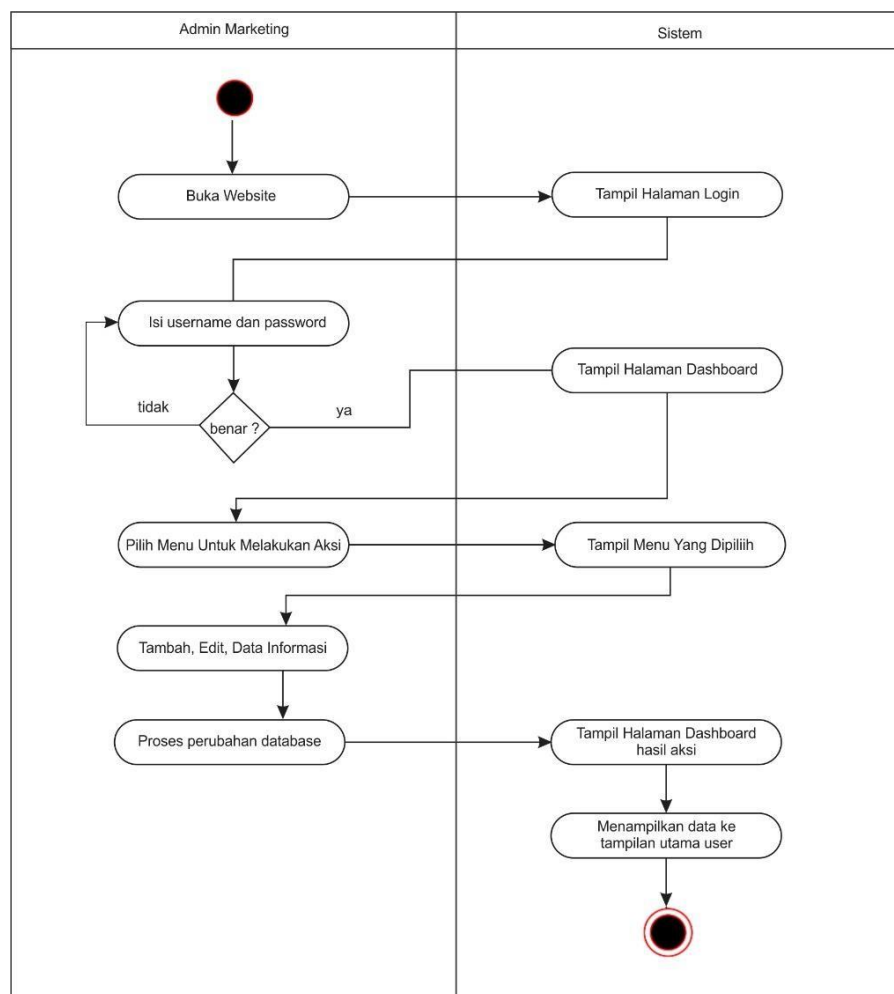 Admin Marketing
Sistem
Buka Website
Tampil Halaman Login
Isi username dan password
Tampil Halaman Dashboard
tidak
ya
benar ?
Pilih Menu Untuk Melakukan Aksi
Tampil Menu Yang Dipiliih
Tambah, Edit, Data Informasi
Proses perubahan database
Tampil Halaman Dashboard
hasil aksi
Menampilkan data ke
tampilan utama user